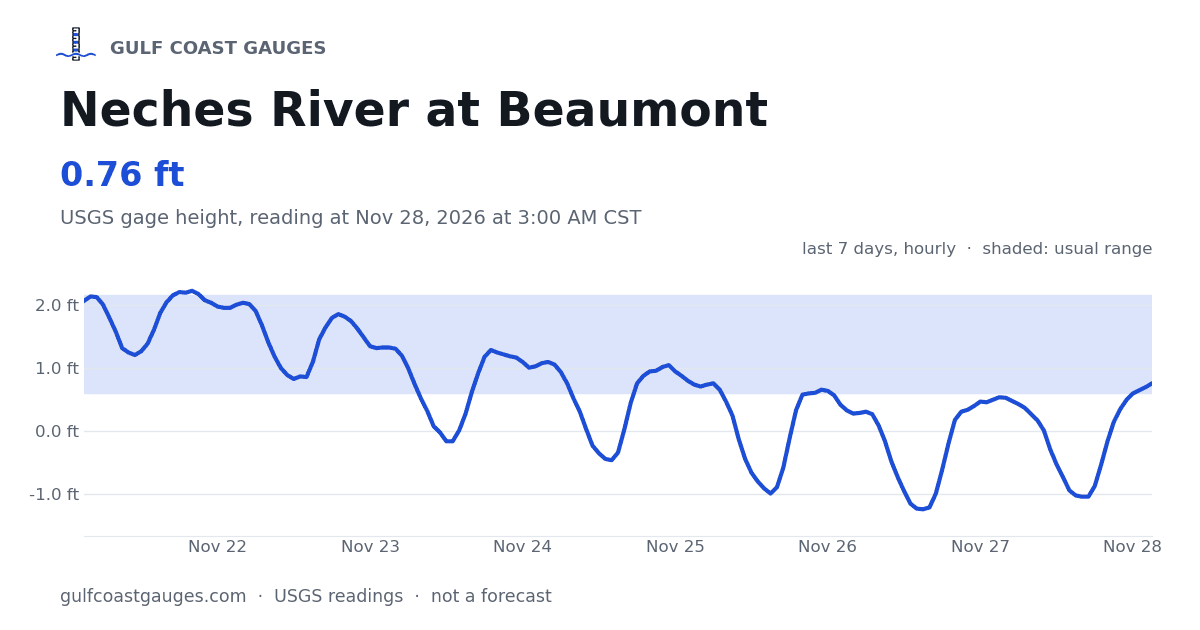 GULF COAST GAUGES
Neches River at Beaumont
0.76 ft
USGS gage height, reading at Nov 28, 2026 at 3:00 AM CST
last 7 days, hourly · shaded: usual range
2.0 ft
1.0 ft
0.0 ft
-1.0 ft
Nov 22 Nov 23 Nov 24 Nov 25 Nov 26 Nov 27 Nov 28
gulfcoastgauges.com · USGS readings · not a forecast